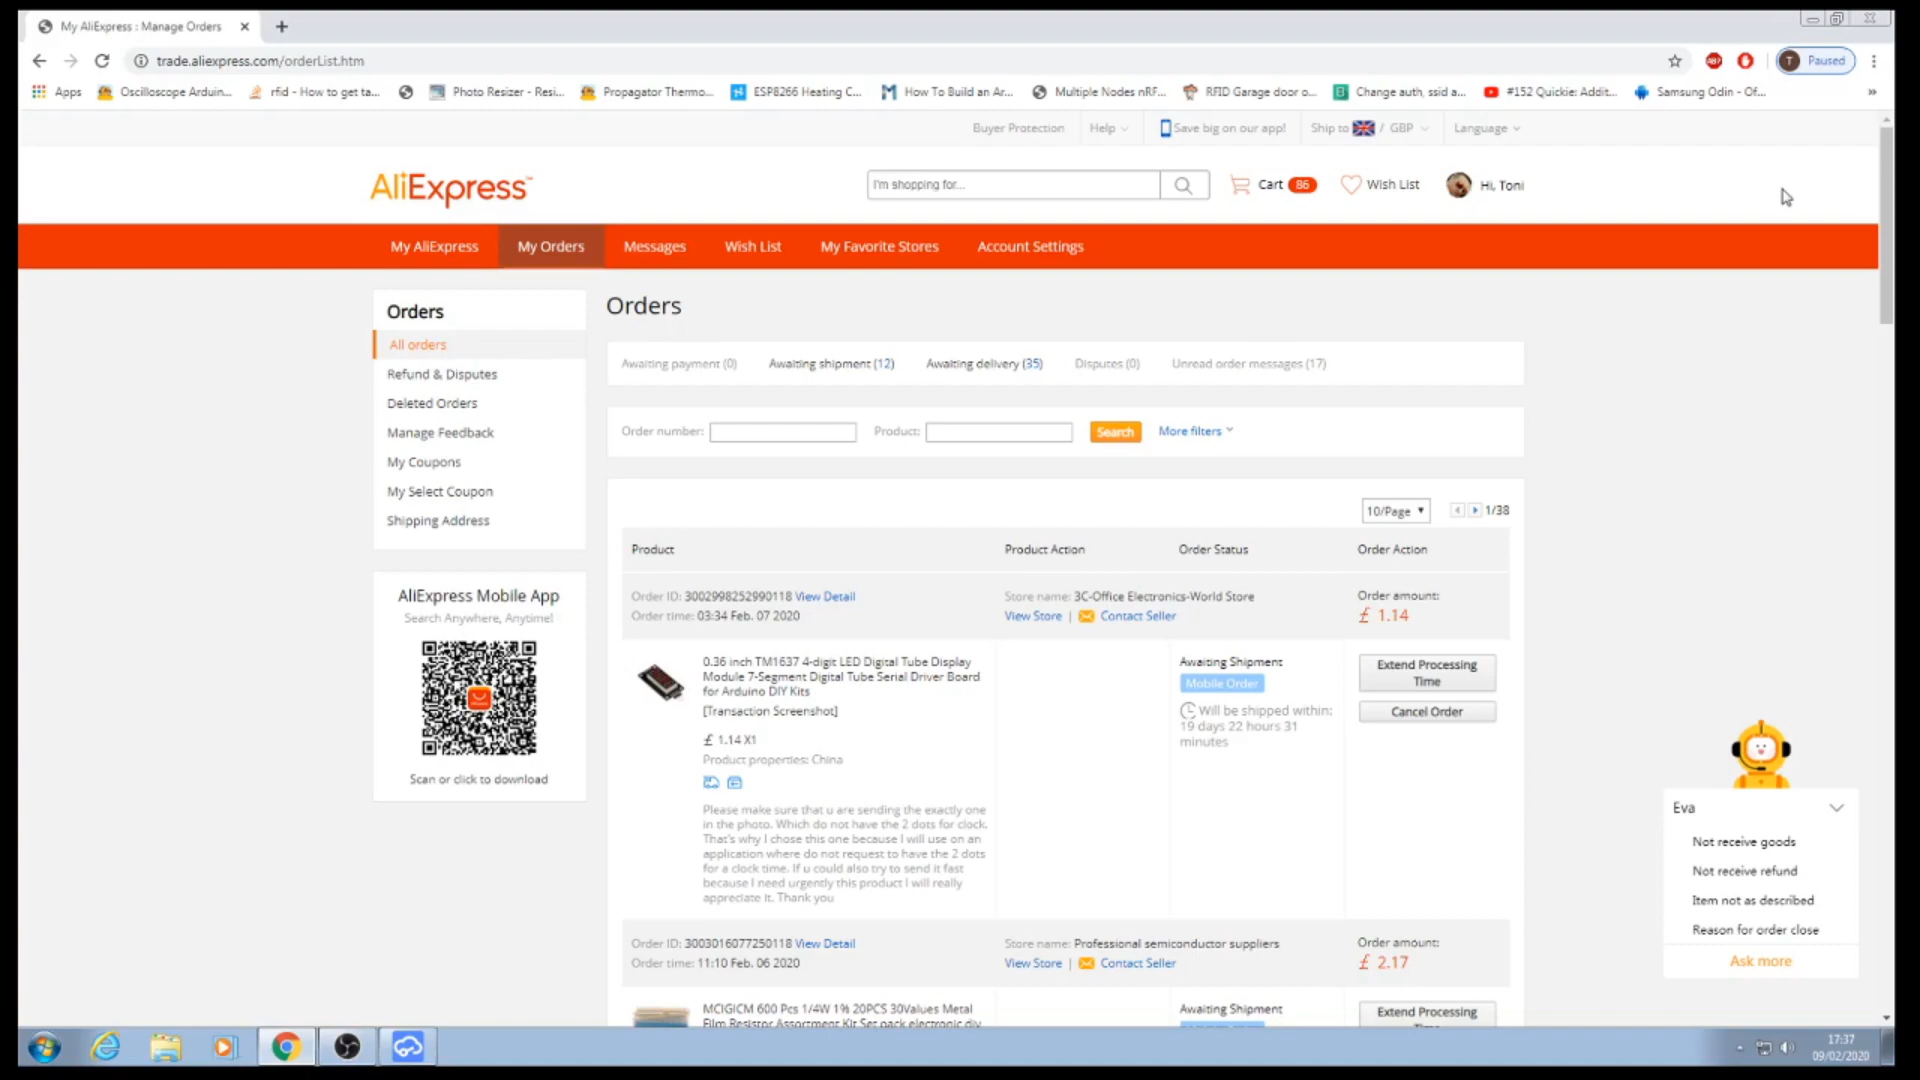 My AliExpress : Manage Orders
trade.aliexpress.com/orderList.htm
ABP
T Paused
Apps
Oscilloscope Arduin...
rfid - How to get ta...
Photo Resizer - Resi...
Propagator Thermo...
ESP8266 Heating C...
How To Build an Ar...
Multiple Nodes nRF...
RFID Garage door o...
Change auth, ssid a...
#152 Quickie: Addit...
Samsung Odin - Of...
Buyer Protection
Help
Save big on our app!
Ship to / GBP
Language
AliExpress™
I'm shopping for...
Cart 86
Wish List
Hi, Toni
My AliExpress
My Orders
Messages
Wish List
My Favorite Stores
Account Settings
Orders
All orders
Refund & Disputes
Deleted Orders
Manage Feedback
My Coupons
My Select Coupon
Shipping Address
AliExpress Mobile App
Search Anywhere, Anytime!
Scan or click to download
Orders
Awaiting payment (0)
Awaiting shipment (12)
Awaiting delivery (35)
Disputes (0)
Unread order messages (17)
Order number:
Product:
Search
More filters
10/Page
1/38
Product
Product Action
Order Status
Order Action
Order ID: 3002998252990118 View Detail
Order time: 03:34 Feb. 07 2020
Store name: 3C-Office Electronics-World Store
View Store | Contact Seller
Order amount:
£ 1.14
0.36 inch TM1637 4-digit LED Digital Tube Display
Module 7-Segment Digital Tube Serial Driver Board
for Arduino DIY Kits
[Transaction Screenshot]
£ 1.14 X1
Product properties: China
Please make sure that u are sending the exactly one
in the photo. Which do not have the 2 dots for clock.
That's why I chose this one because I will use on an
application where do not request to have the 2 dots
for a clock time. If u could also try to send it fast
because I need urgently this product I will really
appreciate it. Thank you
Awaiting Shipment
Mobile Order
Will be shipped within:
19 days 22 hours 31
minutes
Extend Processing
Time
Cancel Order
Order ID: 3003016077250118 View Detail
Order time: 11:10 Feb. 06 2020
Store name: Professional semiconductor suppliers
View Store | Contact Seller
Order amount:
£ 2.17
MCIGICM 600 Pcs 1/4W 1% 20PCS 30Values Metal
Film Resistor Assortment Kit Set pack electronic diy
Awaiting Shipment
Extend Processing
Eva
Not receive goods
Not receive refund
Item not as described
Reason for order close
Ask more
17:37
09/02/2020